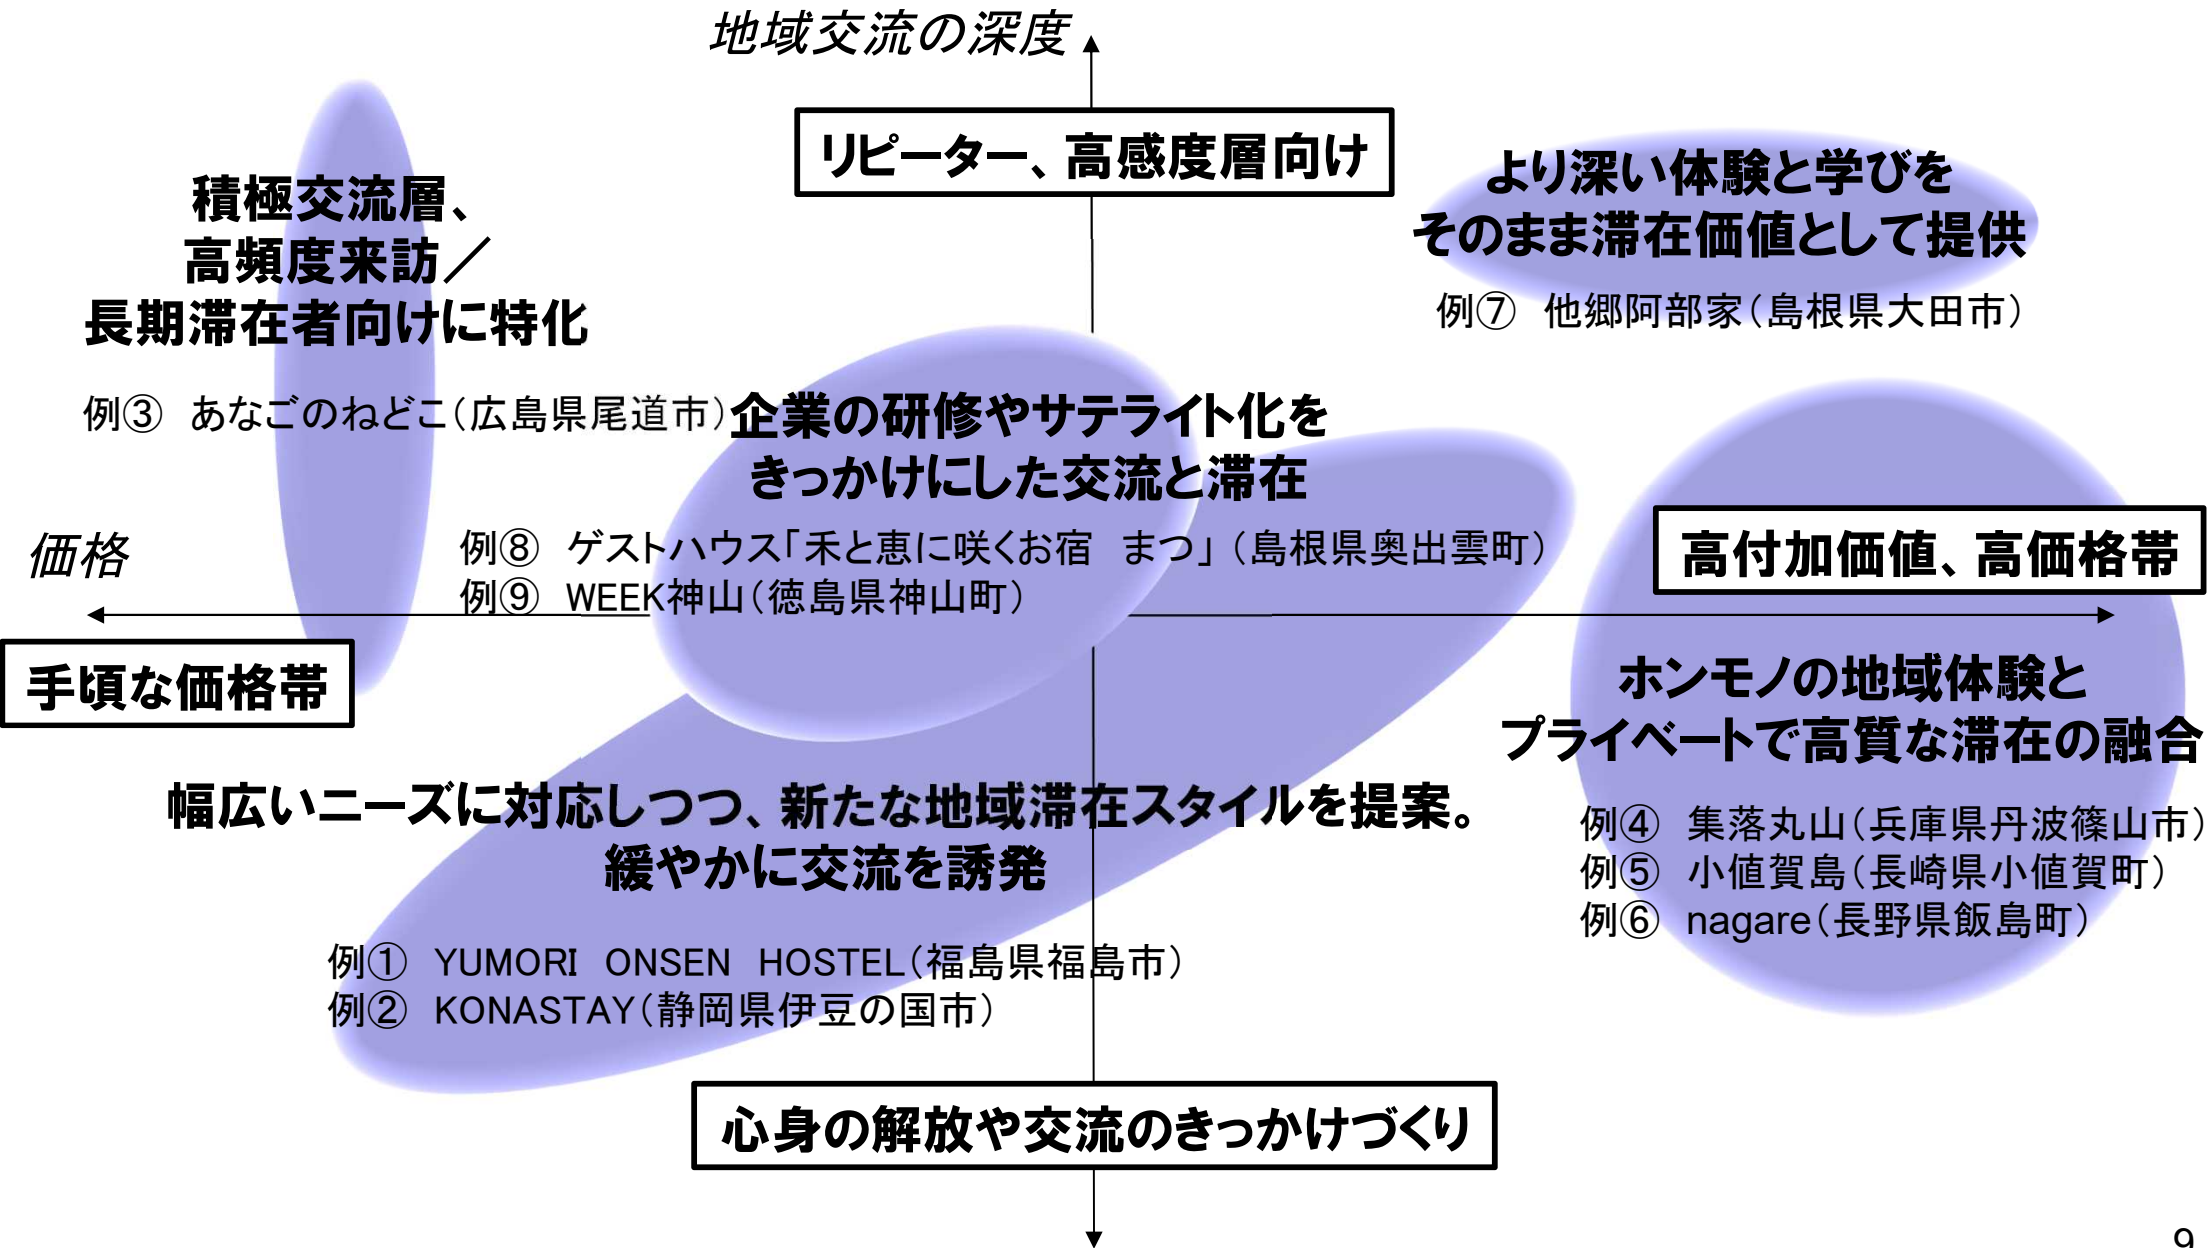 地域交流の深度
リピーター、高感度層向け
積極交流層、
高頻度来訪／
長期滞在者向けに特化
例③　あなごのねどこ（広島県尾道市）
より深い体験と学びを
そのまま滞在価値として提供
例⑦　他郷阿部家（島根県大田市）
企業の研修やサテライト化を
きっかけにした交流と滞在
例⑧　ゲストハウス「禾と恵に咲くお宿　まつ」（島根県奥出雲町）
例⑨　WEEK神山（徳島県神山町）
価格
高付加価値、高価格帯
手頃な価格帯
ホンモノの地域体験と
プライベートで高質な滞在の融合
例④　集落丸山（兵庫県丹波篠山市）
例⑤　小値賀島（長崎県小値賀町）
例⑥　nagare（長野県飯島町）
幅広いニーズに対応しつつ、新たな地域滞在スタイルを提案。
緩やかに交流を誘発
例①　YUMORI　ONSEN　HOSTEL（福島県福島市）
例②　KONASTAY（静岡県伊豆の国市）
心身の解放や交流のきっかけづくり
9